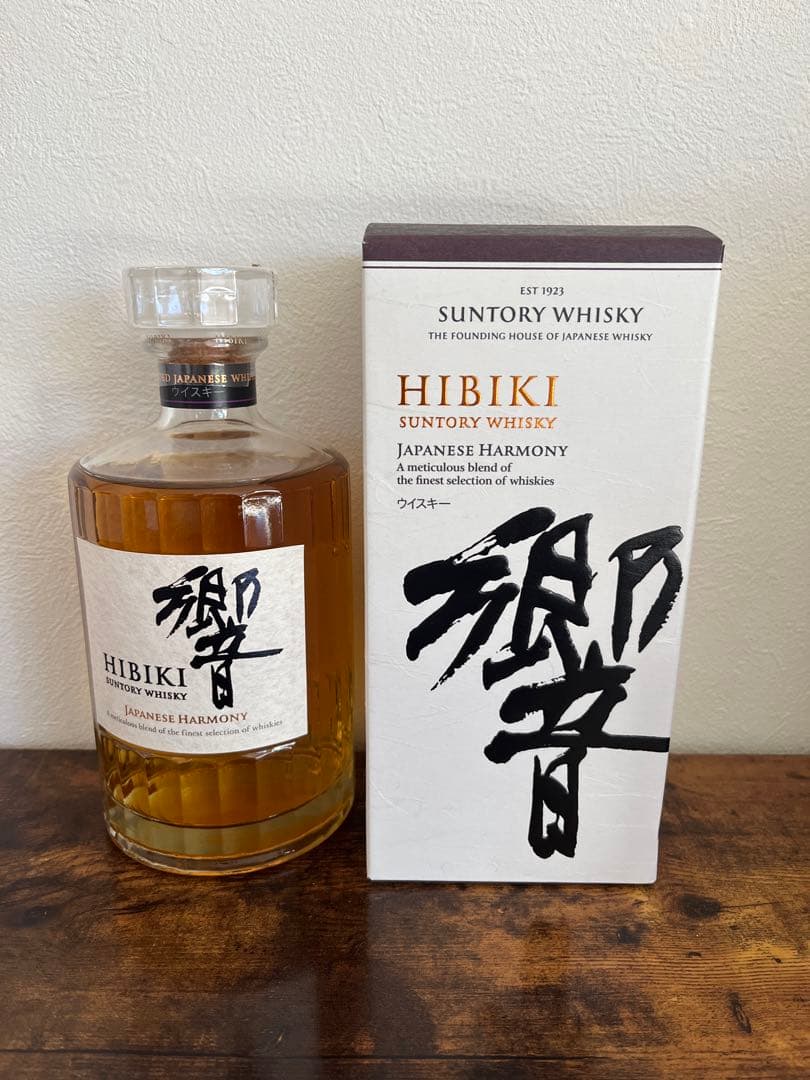 JAPANESE WHI
ウイスキー
響
HIBIKI
SUNTORY WHISKY
JAPANESE HARMONY
A meticulous blend of the finest selection of whiskies
EST 1923
SUNTORY WHISKY
THE FOUNDING HOUSE OF JAPANESE WHISKY
HIBIKI
SUNTORY WHISKY
JAPANESE HARMONY
A meticulous blend of
the finest selection of whiskies
ウイスキー
響